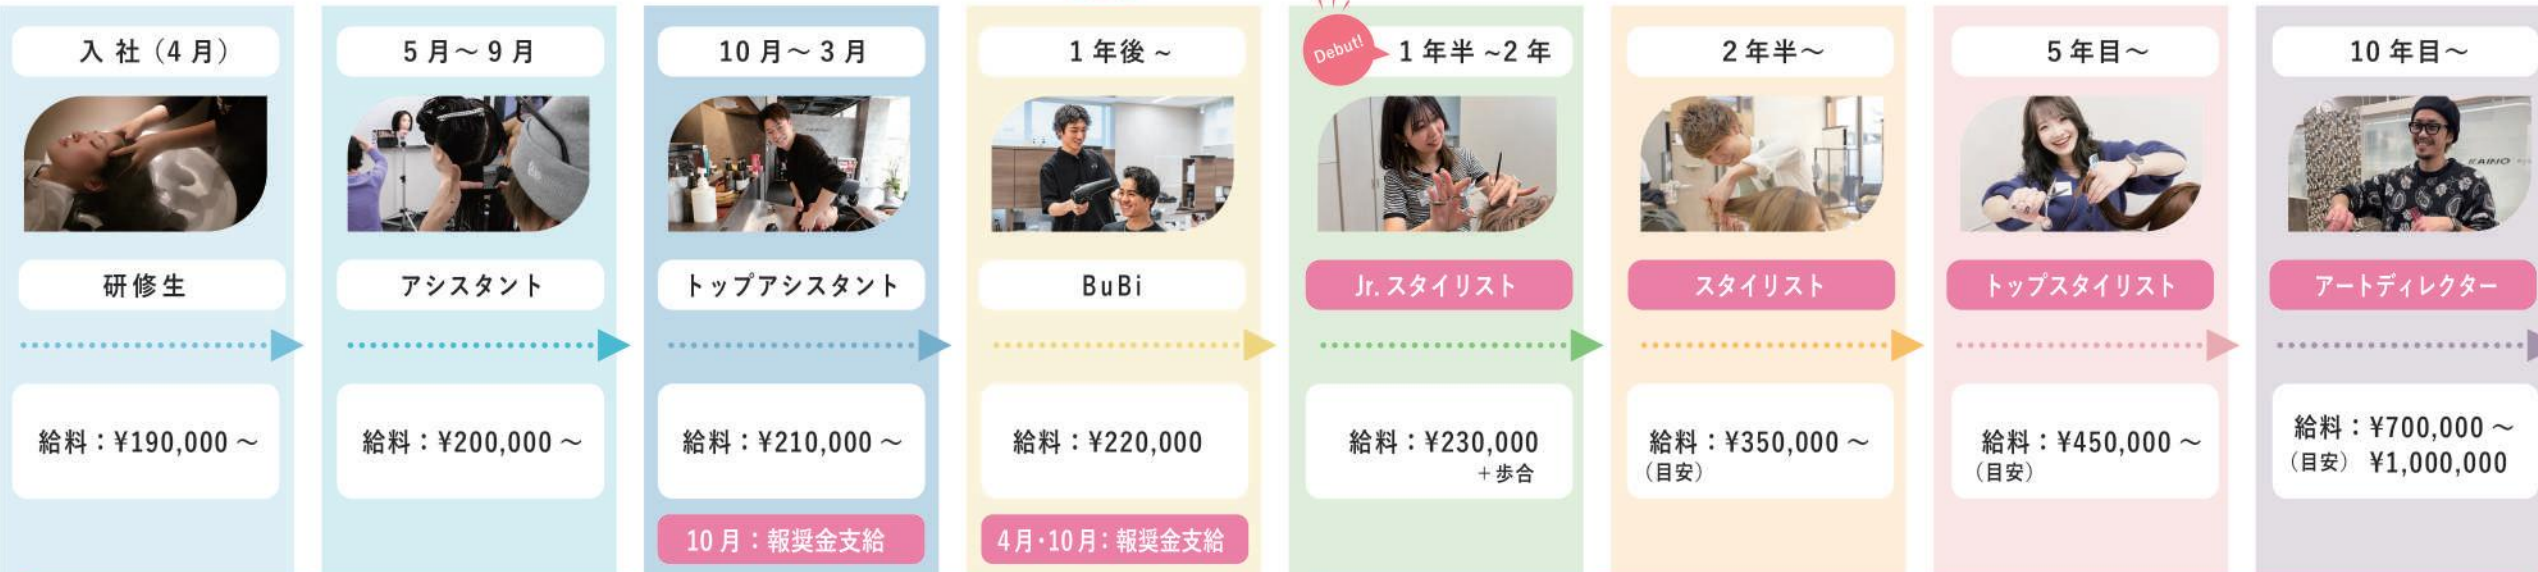 入 社（4 月）
研修生
給料：¥190,000 ～
5 月～ 9 月
アシスタント
給料：¥200,000 ～
10 月～ 3 月
トップアシスタント
給料：¥210,000 ～
10 月：報奨金支給
1 年後 ~
BuBi
給料：¥220,000
4月･10月：報奨金支給
Debut!
1 年半 ~2 年
Jr. スタイリスト
給料：¥230,000
＋歩合
2 年半～
スタイリスト
給料：¥350,000 ～
（目安）
5 年目～
トップスタイリスト
給料：¥450,000 ～
（目安）
10 年目～
KAINO
アートディレクター
給料：¥700,000 ～
（目安） ¥1,000,000